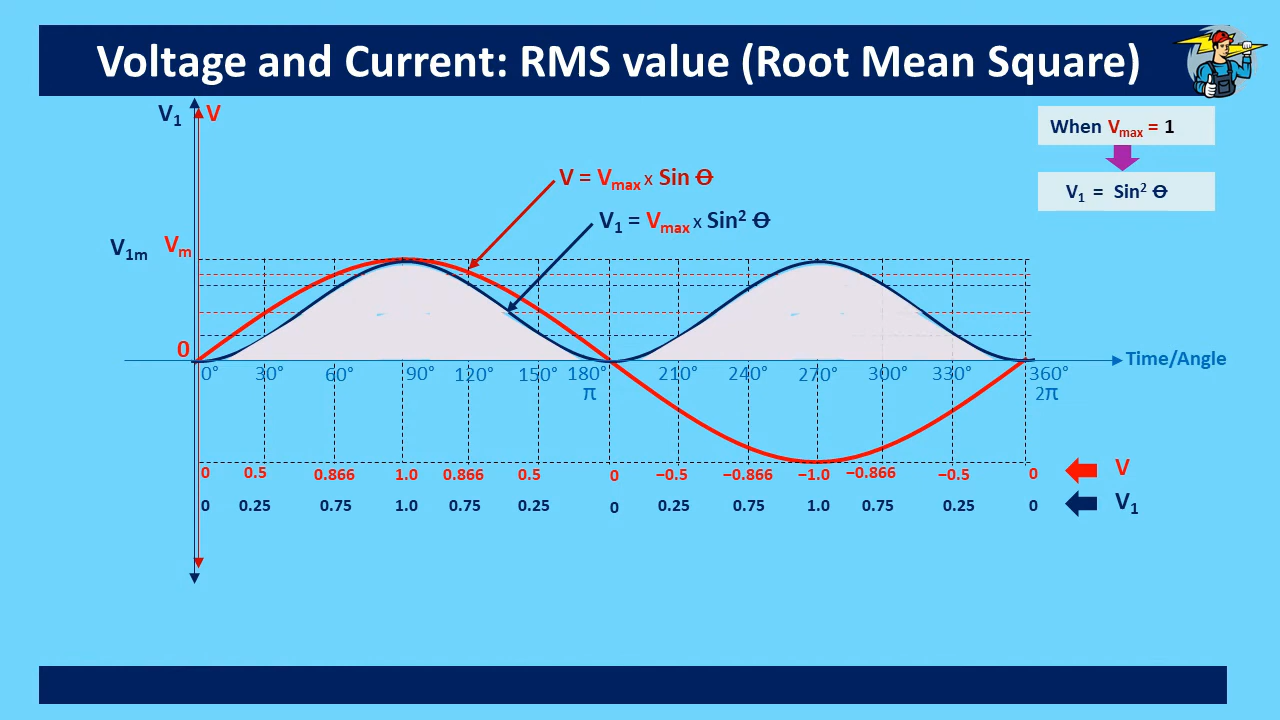 Voltage and Current: RMS value (Root Mean Square)
V₁ V
When Vmax = 1
V₁ = Sin² Ɵ
V = Vmax x Sin Ɵ
V₁ = Vmax x Sin² Ɵ
V₁m Vm
0
Time/Angle
0° 30° 60° 90° 120° 150° 180° 210° 240° 270° 300° 330° 360°
π 2π
0 0.5 0.866 1.0 0.866 0.5 0 −0.5 −0.866 −1.0 −0.866 −0.5 0 V
0 0.25 0.75 1.0 0.75 0.25 0 0.25 0.75 1.0 0.75 0.25 0 V₁